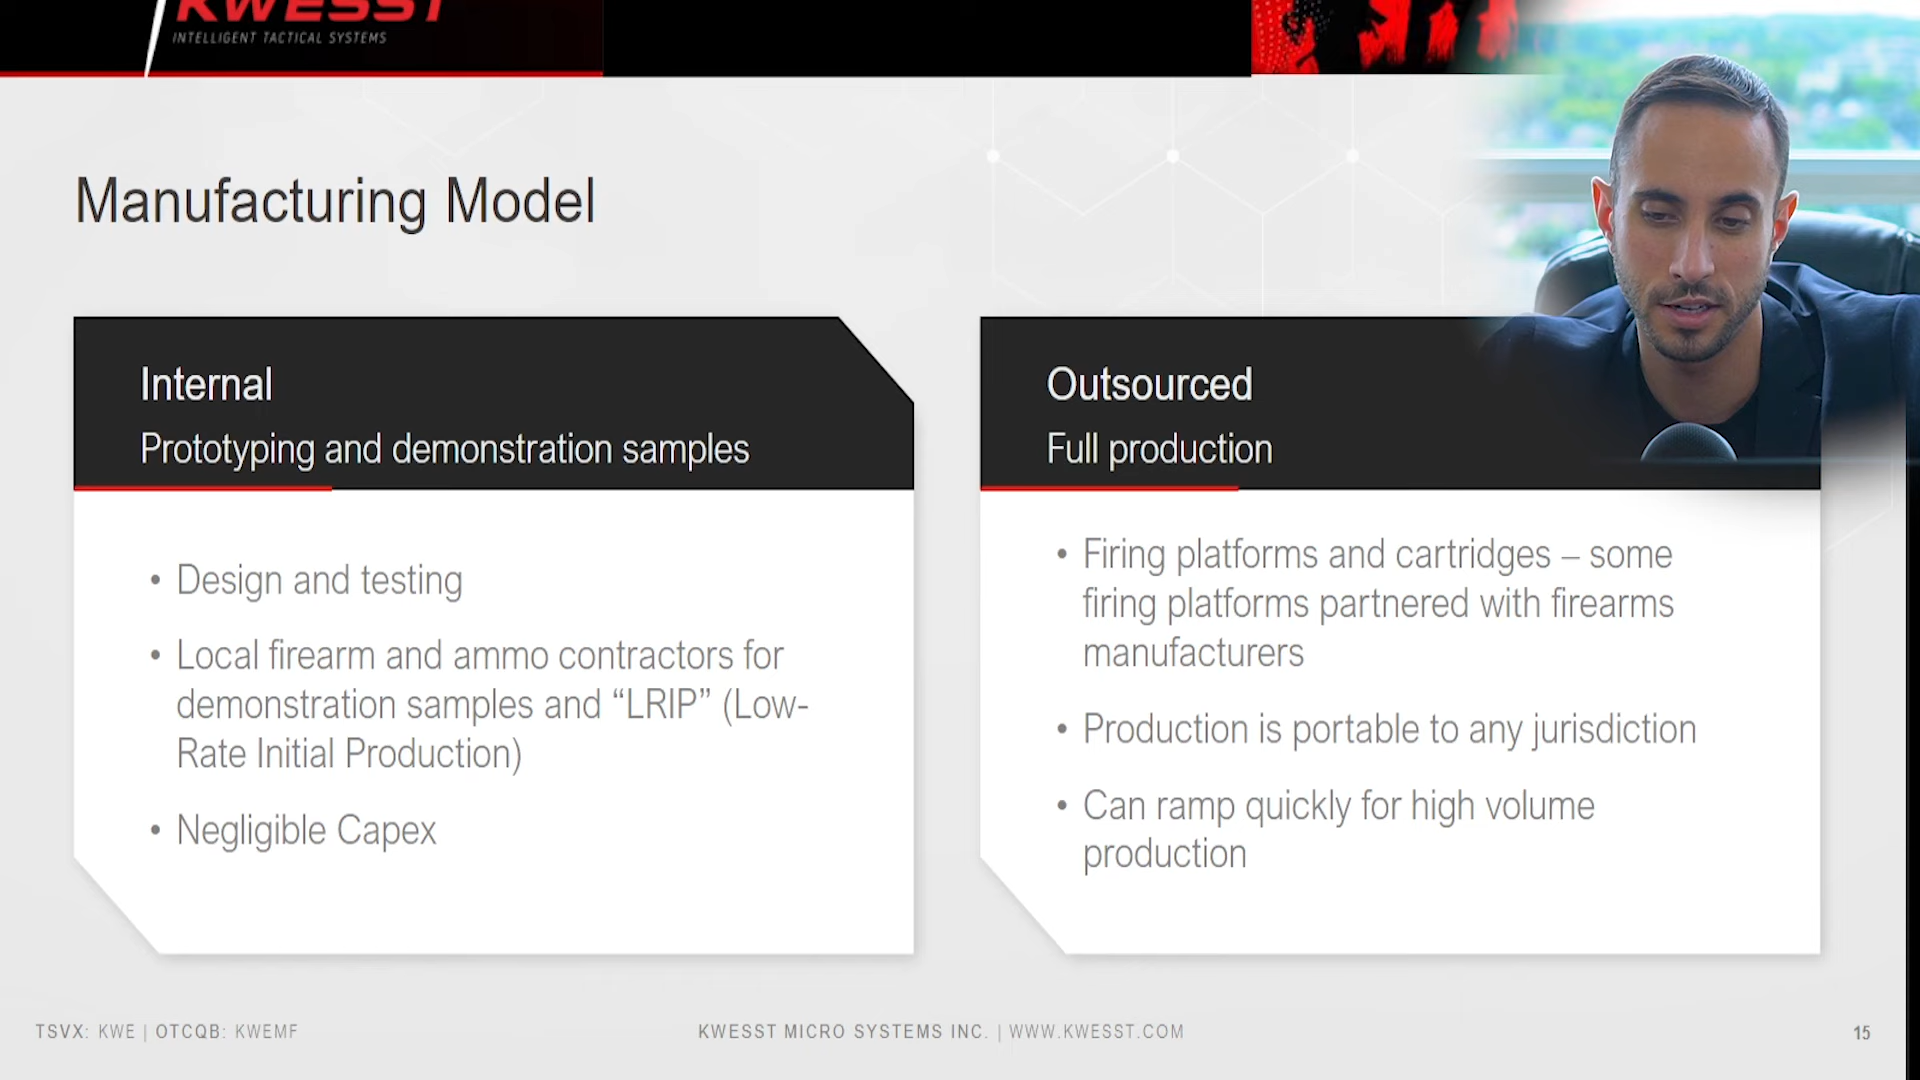 KWESST
INTELLIGENT TACTICAL SYSTEMS
Manufacturing Model
Internal
Prototyping and demonstration samples
• Design and testing
• Local firearm and ammo contractors for
demonstration samples and “LRIP” (Low-
Rate Initial Production)
• Negligible Capex
Outsourced
Full production
• Firing platforms and cartridges – some
firing platforms partnered with firearms
manufacturers
• Production is portable to any jurisdiction
• Can ramp quickly for high volume
production
TSVX: KWE | OTCQB: KWEMF
KWESST MICRO SYSTEMS INC. | WWW.KWESST.COM
15